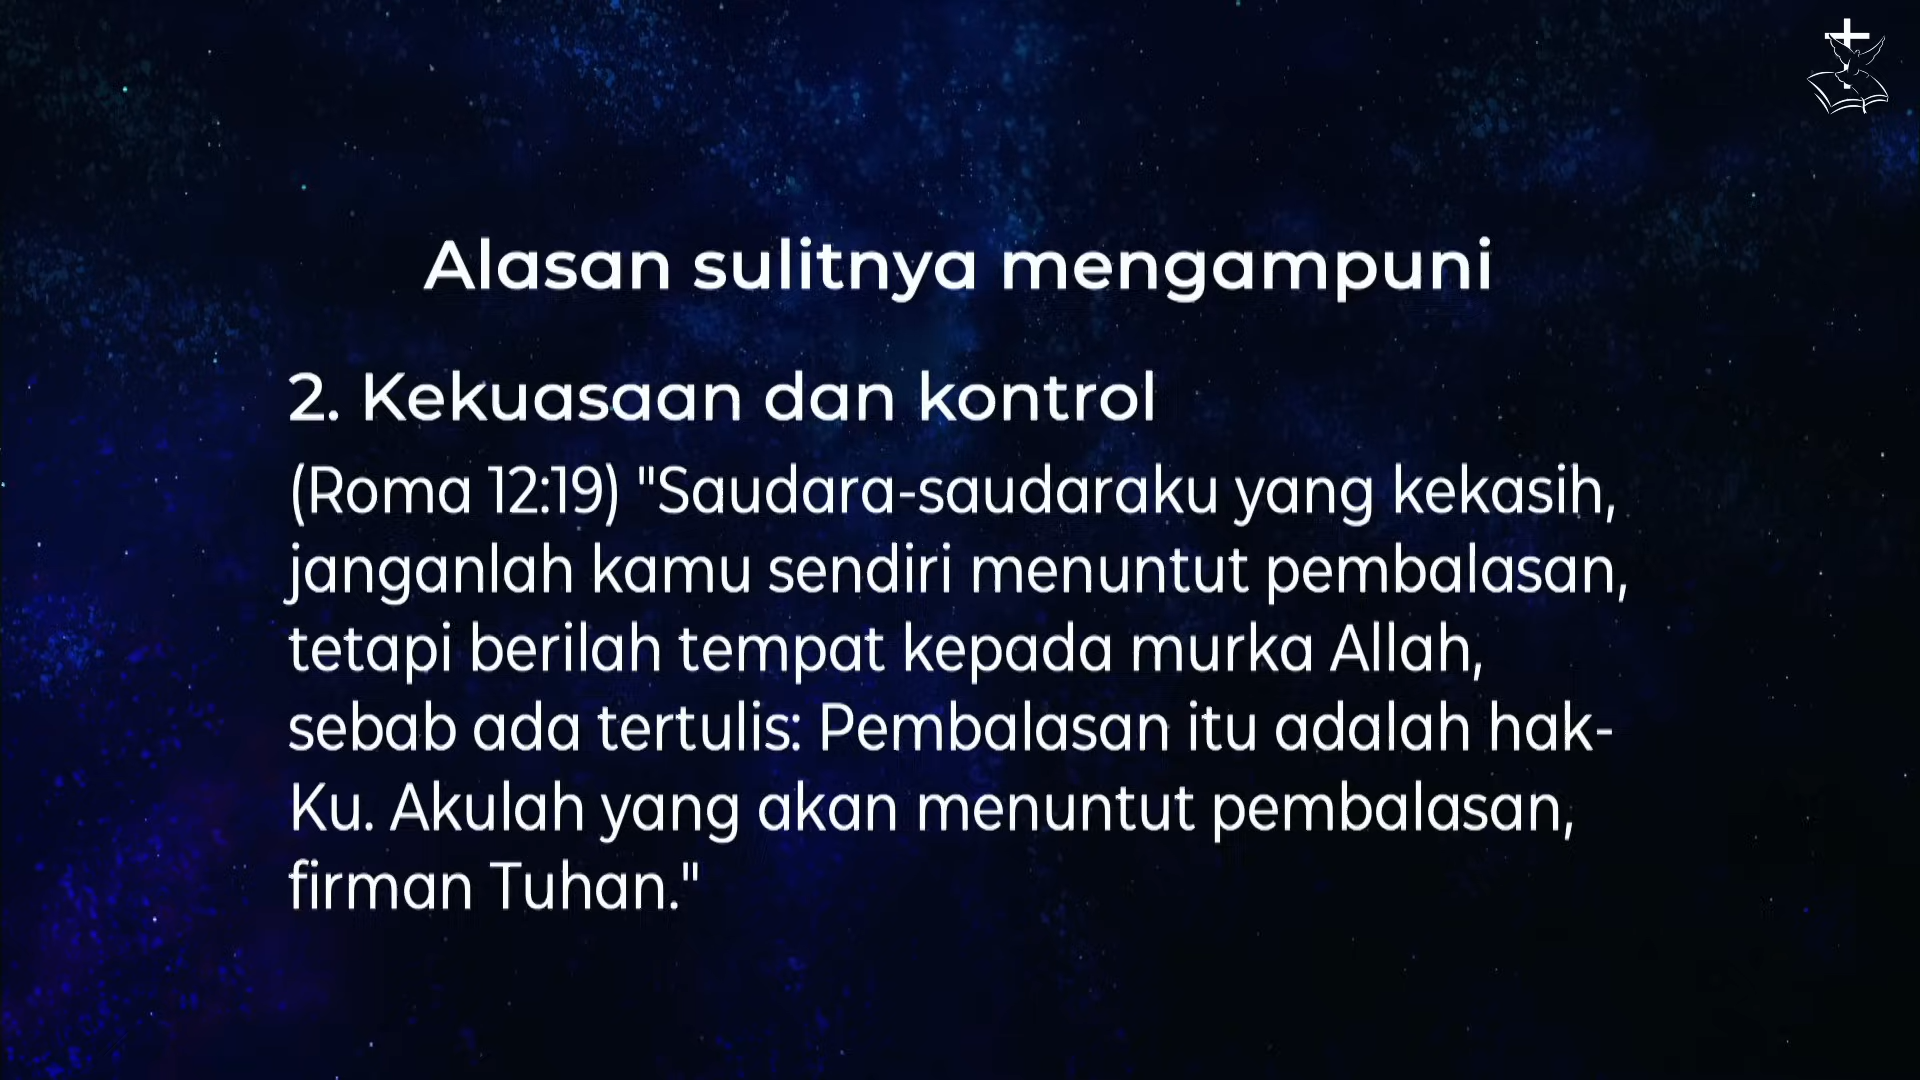 Alasan sulitnya mengampuni
2. Kekuasaan dan kontrol
(Roma 12:19) "Saudara-saudaraku yang kekasih,
janganlah kamu sendiri menuntut pembalasan,
tetapi berilah tempat kepada murka Allah,
sebab ada tertulis: Pembalasan itu adalah hak-
Ku. Akulah yang akan menuntut pembalasan,
firman Tuhan."